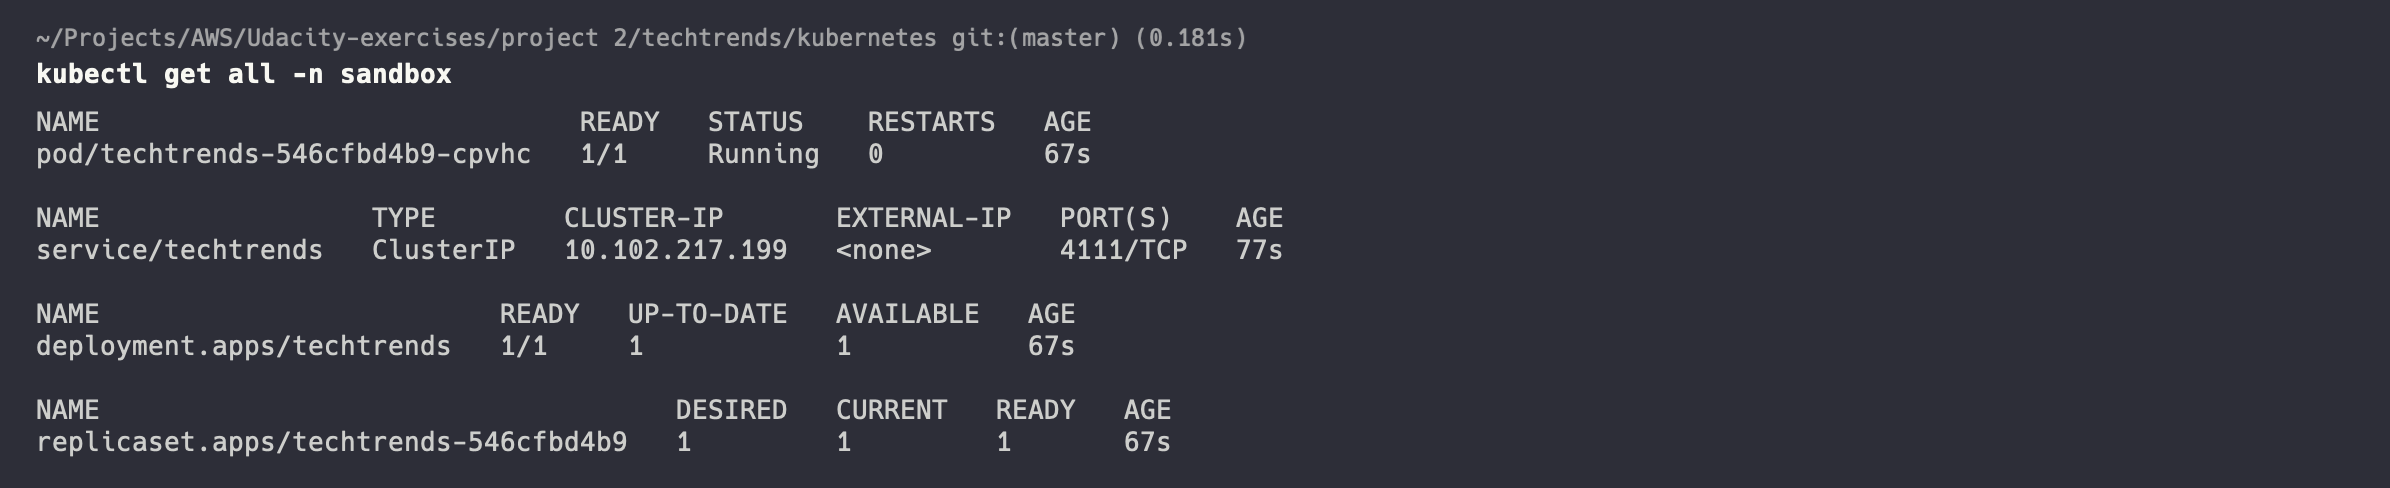 ~/Projects/AWS/Udacity-exercises/project 2/techtrends/kubernetes git:(master) (0.181s)
kubectl get all -n sandbox
NAME                                  READY   STATUS    RESTARTS   AGE
pod/techtrends-546cfbd4b9-cpvhc   1/1     Running   0          67s
NAME                 TYPE        CLUSTER-IP       EXTERNAL-IP   PORT(S)    AGE
service/techtrends   ClusterIP   10.102.217.199   <none>        4111/TCP   77s
NAME                         READY   UP-TO-DATE   AVAILABLE   AGE
deployment.apps/techtrends   1/1     1            1           67s
NAME                                    DESIRED   CURRENT   READY   AGE
replicaset.apps/techtrends-546cfbd4b9   1         1         1       67s